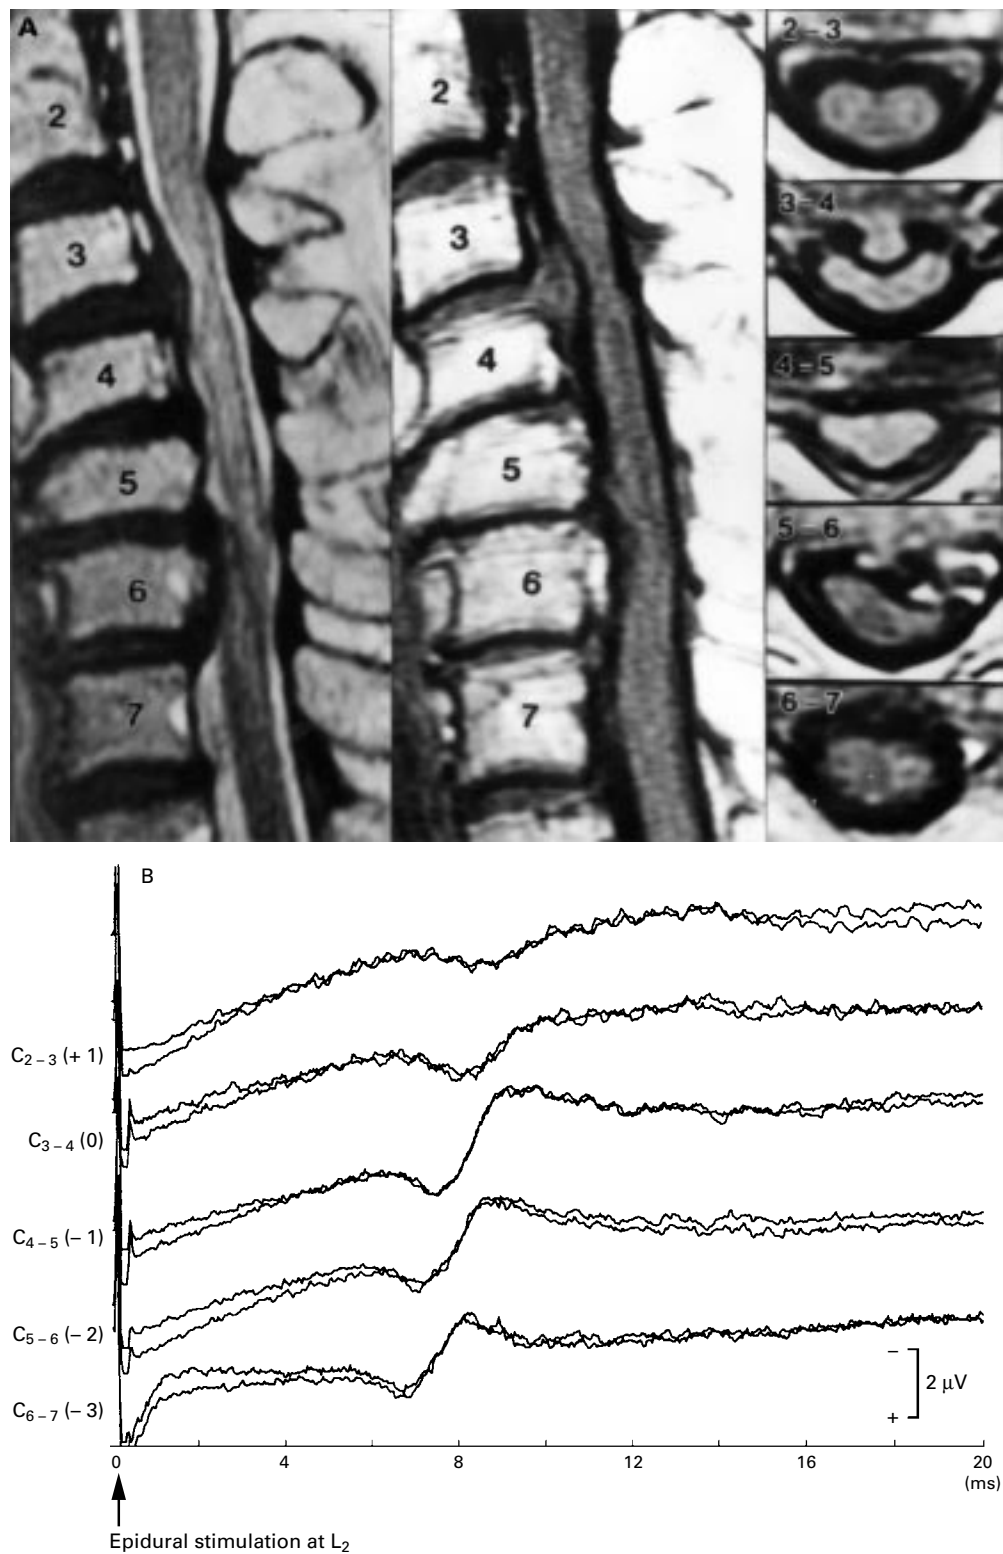 A
2
3
4
5
6
7
2
3
4
5
6
7
2 – 3
3 – 4
4 – 5
5 – 6
6 – 7
B
C2 – 3 (+ 1)
C3 – 4 (0)
C4 – 5 (– 1)
C5 – 6 (– 2)
C6 – 7 (– 3)
–
2 μV
+
0 4 8 12 16 20
(ms)
Epidural stimulation at L2